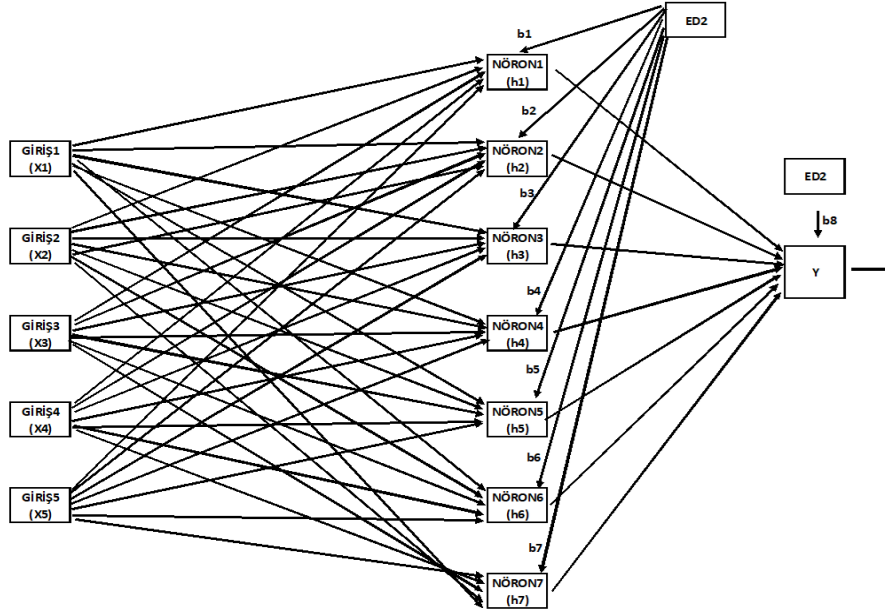 ED2
b1
NÖRON1
(h1)
b2
GİRİŞ1
(X1)
NÖRON2
(h2)
ED2
b3
b8
GİRİŞ2
(X2)
NÖRON3
(h3)
Y
b4
GİRİŞ3
(X3)
NÖRON4
(h4)
b5
GİRİŞ4
(X4)
NÖRON5
(h5)
b6
GİRİŞ5
(X5)
NÖRON6
(h6)
b7
NÖRON7
(h7)